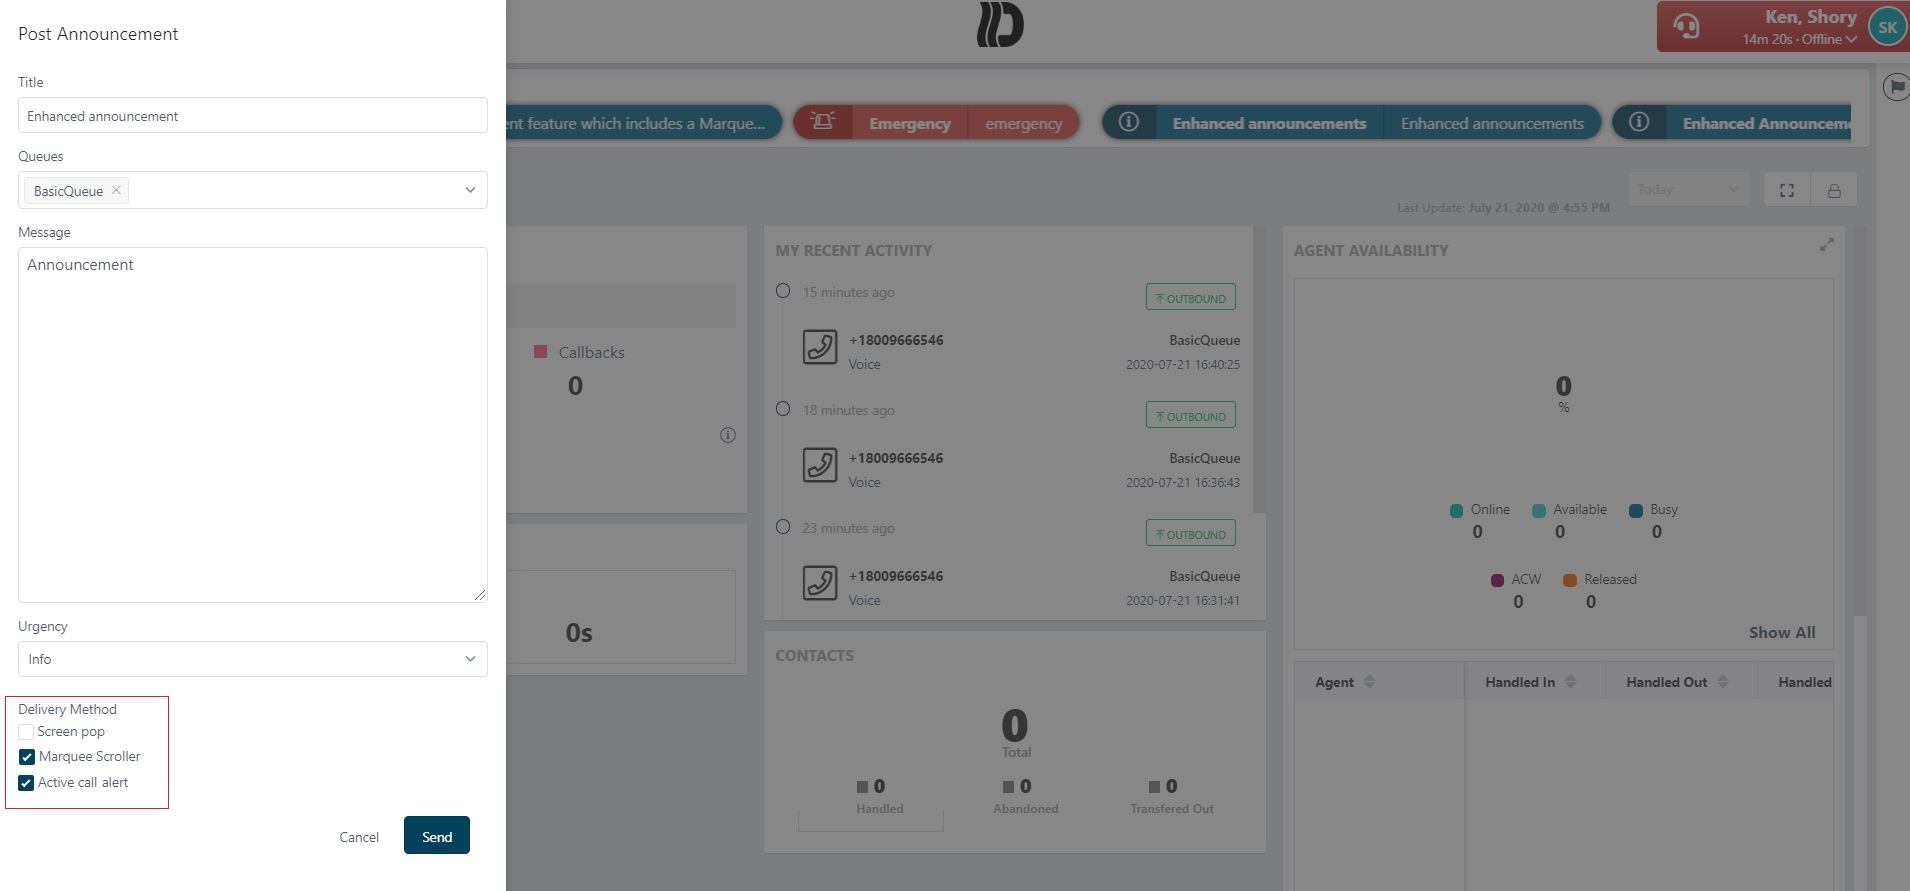 Post Announcement
Title
Enhanced announcement
Queues
BasicQueue
Message
Announcement
Urgency
Info
Delivery Method
Screen pop
Marquee Scroller
Active call alert
Cancel
Send
Ken, Shory
14m 20s · Offline
SK
feature which includes a Marque...
Emergency emergency
Enhanced announcements Enhanced announcements
Enhanced
Today
Last Update: July 21, 2020 @ 4:55 PM
Callbacks
0
0s
MY RECENT ACTIVITY
15 minutes ago
OUTBOUND
+18009666546 BasicQueue
Voice 2020-07-21 16:40:25
18 minutes ago
OUTBOUND
+18009666546 BasicQueue
Voice 2020-07-21 16:36:43
23 minutes ago
OUTBOUND
+18009666546 BasicQueue
Voice 2020-07-21 16:31:41
CONTACTS
0
Total
0 0 0
Handled Abandoned Transfered Out
AGENT AVAILABILITY
0
%
Online Available Busy
0 0 0
ACW Released
0 0
Show All
Agent Handled In Handled Out Handled